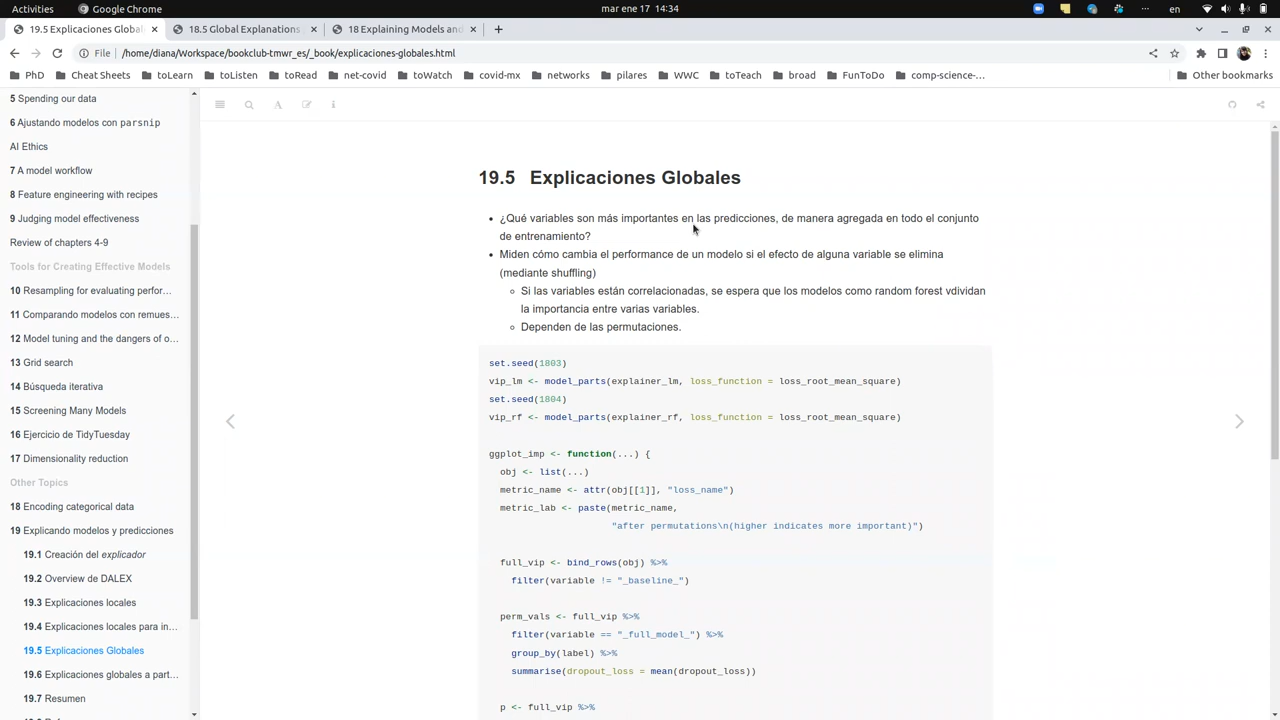 Activities
Google Chrome
mar ene 17 14:34
en
19.5 Explicaciones Global
18.5 Global Explanations
18 Explaining Models and
File
/home/diana/Workspace/bookclub-tmwr_es/_book/explicaciones-globales.html
PhD
Cheat Sheets
toLearn
toListen
toRead
net-covid
toWatch
covid-mx
networks
pilares
WWC
toTeach
broad
FunToDo
comp-science-…
Other bookmarks
5 Spending our data
6 Ajustando modelos con parsnip
AI Ethics
7 A model workflow
8 Feature engineering with recipes
9 Judging model effectiveness
Review of chapters 4-9
Tools for Creating Effective Models
10 Resampling for evaluating perfor…
11 Comparando modelos con remues…
12 Model tuning and the dangers of o…
13 Grid search
14 Búsqueda iterativa
15 Screening Many Models
16 Ejercicio de TidyTuesday
17 Dimensionality reduction
Other Topics
18 Encoding categorical data
19 Explicando modelos y predicciones
19.1 Creación del explicador
19.2 Overview de DALEX
19.3 Explicaciones locales
19.4 Explicaciones locales para in…
19.5 Explicaciones Globales
19.6 Explicaciones globales a part…
19.7 Resumen
19.5 Explicaciones Globales
• ¿Qué variables son más importantes en las predicciones, de manera agregada en todo el conjunto
de entrenamiento?
• Miden cómo cambia el performance de un modelo si el efecto de alguna variable se elimina
(mediante shuffling)
◦ Si las variables están correlacionadas, se espera que los modelos como random forest vdividan
la importancia entre varias variables.
◦ Dependen de las permutaciones.
set.seed(1803)
vip_lm <- model_parts(explainer_lm, loss_function = loss_root_mean_square)
set.seed(1804)
vip_rf <- model_parts(explainer_rf, loss_function = loss_root_mean_square)
ggplot_imp <- function(...) {
obj <- list(...)
metric_name <- attr(obj[[1]], "loss_name")
metric_lab <- paste(metric_name,
"after permutations\n(higher indicates more important)")
full_vip <- bind_rows(obj) %>%
filter(variable != "_baseline_")
perm_vals <- full_vip %>%
filter(variable == "_full_model_") %>%
group_by(label) %>%
summarise(dropout_loss = mean(dropout_loss))
p <- full_vip %>%